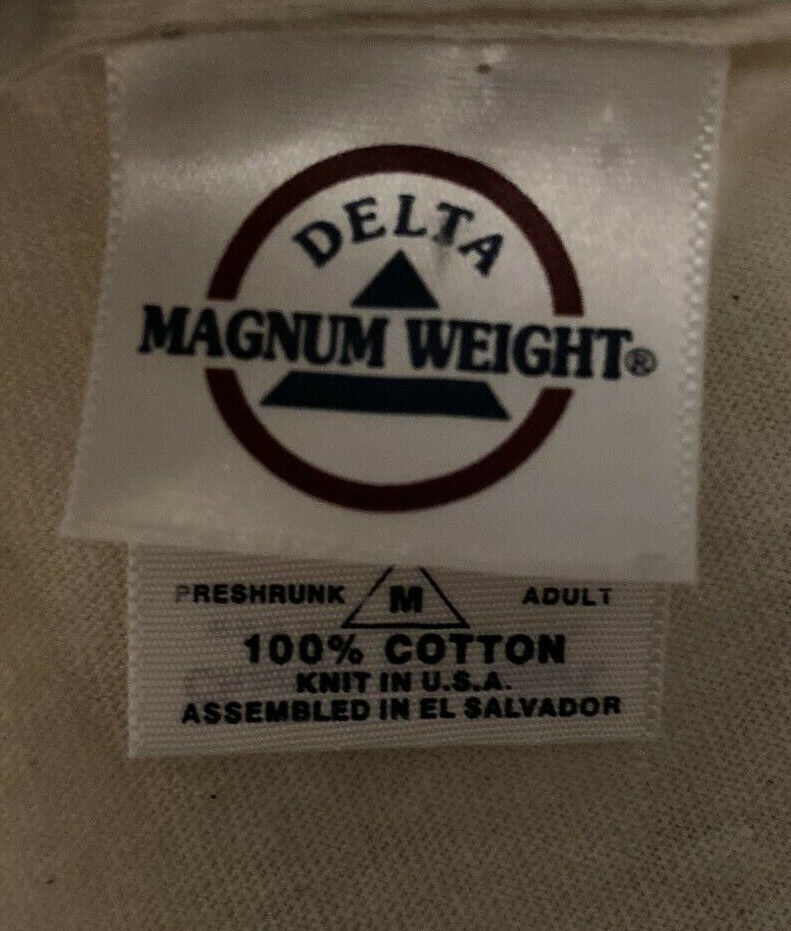 DELTA
MAGNUM WEIGHT®
PRESHRUNK M ADULT
100% COTTON
KNIT IN U.S.A.
ASSEMBLED IN EL SALVADOR